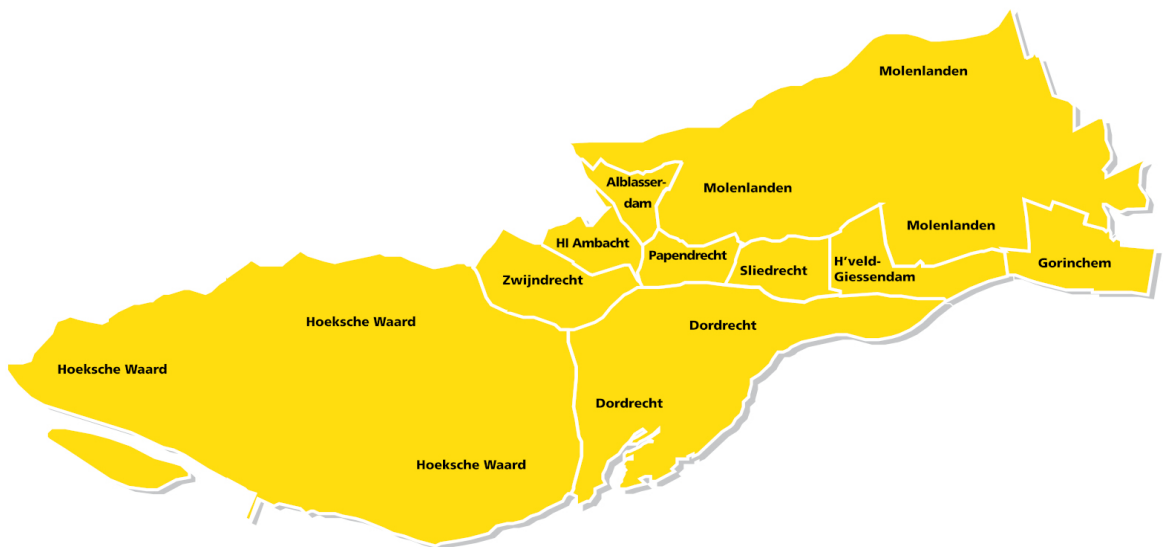 Molenlanden
Alblasser-
dam
Molenlanden
Molenlanden
HI Ambacht
Papendrecht
Sliedrecht
H'veld-
Giessendam
Gorinchem
Zwijndrecht
Hoeksche Waard
Dordrecht
Hoeksche Waard
Dordrecht
Hoeksche Waard